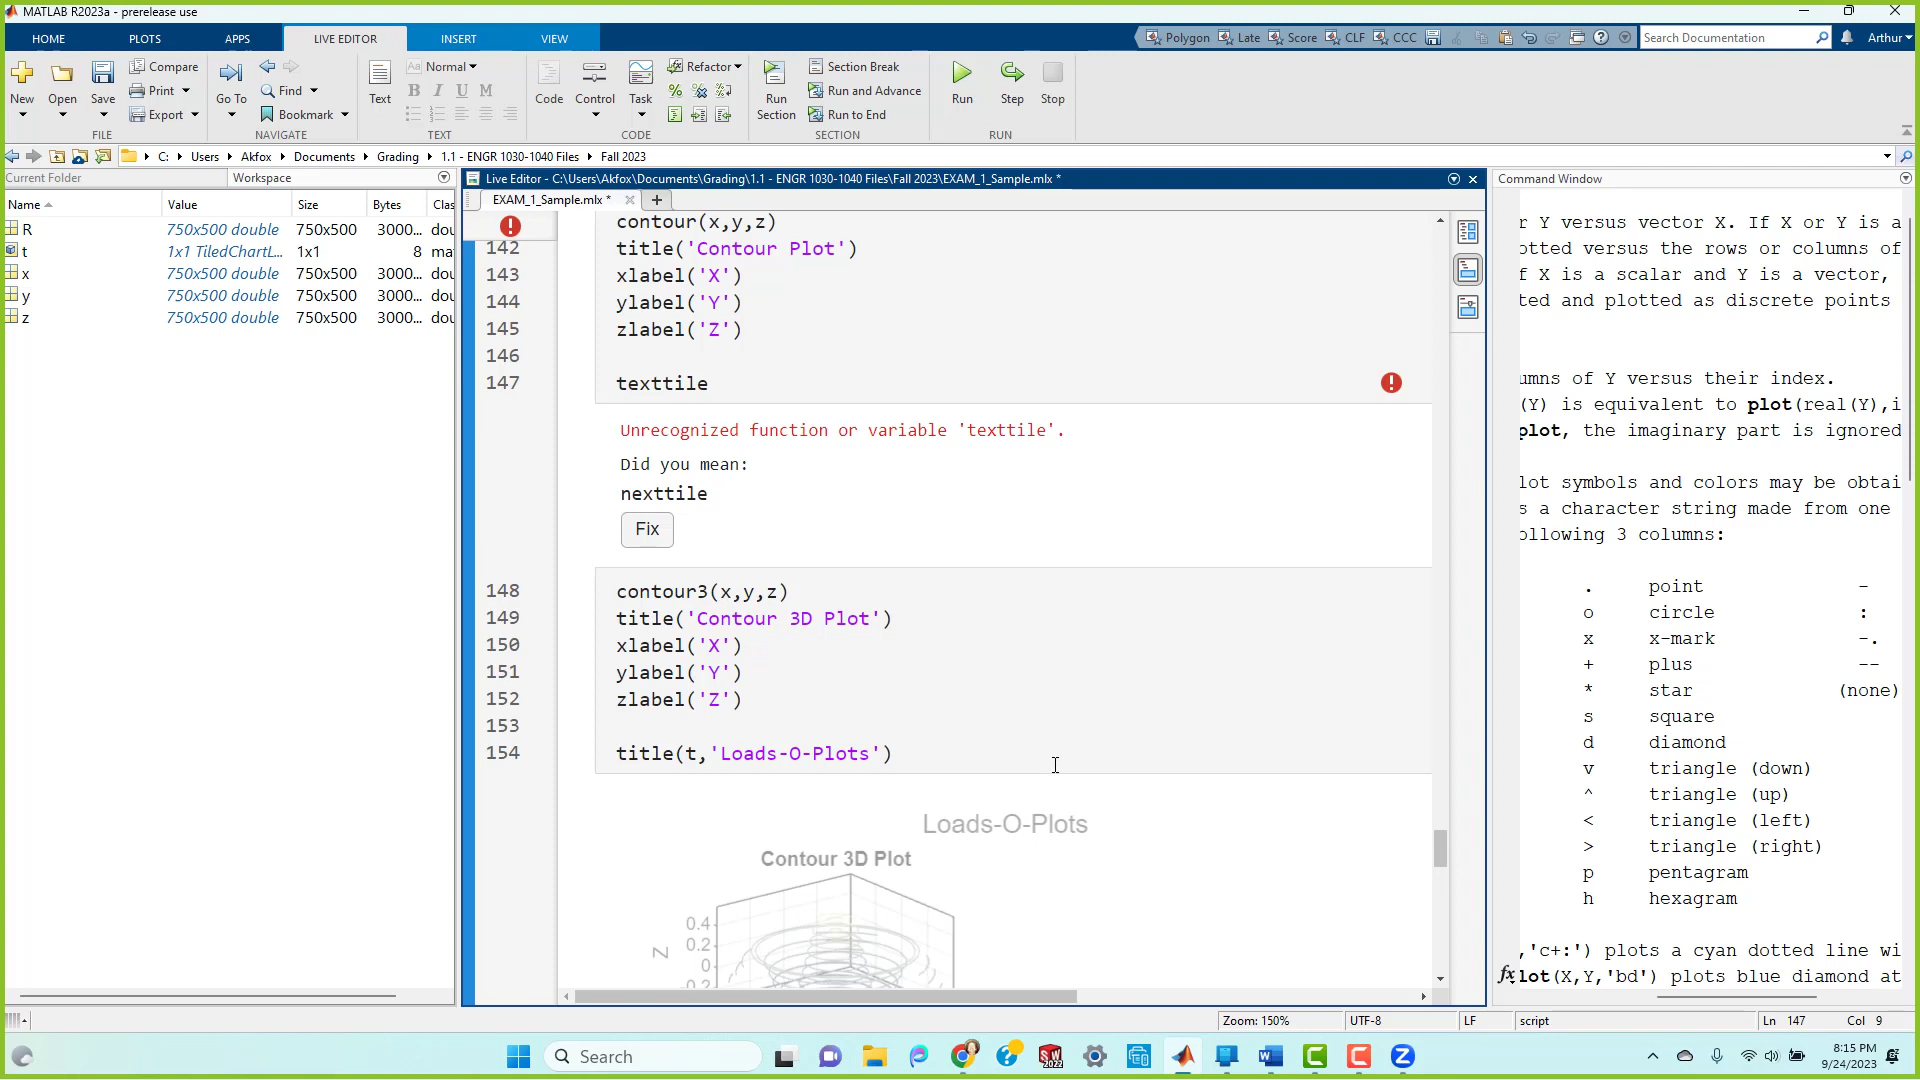 MATLAB R2023a - prerelease use
HOME PLOTS APPS LIVE EDITOR INSERT VIEW
Polygon Late Score CLF CCC Search Documentation Arthur
New Open Save Compare Print Export
FILE
Go To Find Bookmark
NAVIGATE
Text Aa Normal B I U M
TEXT
Code Control Task Refactor
CODE
Run Section Section Break Run and Advance Run to End
SECTION
Run Step Stop
RUN
C: Users Akfox Documents Grading 1.1 - ENGR 1030-1040 Files Fall 2023
Current Folder Workspace
Name Value Size Bytes Clas
R 750x500 double 750x500 3000... dou
t 1x1 TiledChartL... 1x1 8 ma
x 750x500 double 750x500 3000... dou
y 750x500 double 750x500 3000... dou
z 750x500 double 750x500 3000... dou
Live Editor - C:\Users\Akfox\Documents\Grading\1.1 - ENGR 1030-1040 Files\Fall 2023\EXAM_1_Sample.mlx *
EXAM_1_Sample.mlx *
contour(x,y,z)
142 title('Contour Plot')
143 xlabel('X')
144 ylabel('Y')
145 zlabel('Z')
146
147 texttile
Unrecognized function or variable 'texttile'.
Did you mean:
nexttile
Fix
148 contour3(x,y,z)
149 title('Contour 3D Plot')
150 xlabel('X')
151 ylabel('Y')
152 zlabel('Z')
153
154 title(t,'Loads-O-Plots')
Loads-O-Plots
Contour 3D Plot
0.4
0.2
Z
0
-0.2
Command Window
r Y versus vector X. If X or Y is a
otted versus the rows or columns of
f X is a scalar and Y is a vector,
ted and plotted as discrete points
umns of Y versus their index.
(Y) is equivalent to plot(real(Y),i
plot, the imaginary part is ignored
lot symbols and colors may be obtai
s a character string made from one
ollowing 3 columns:
. point -
o circle :
x x-mark -.
+ plus --
* star (none)
s square
d diamond
v triangle (down)
^ triangle (up)
< triangle (left)
> triangle (right)
p pentagram
h hexagram
,'c+:') plots a cyan dotted line wi
fx lot(X,Y,'bd') plots blue diamond at
Zoom: 150% UTF-8 LF script Ln 147 Col 9
Search
8:15 PM
9/24/2023